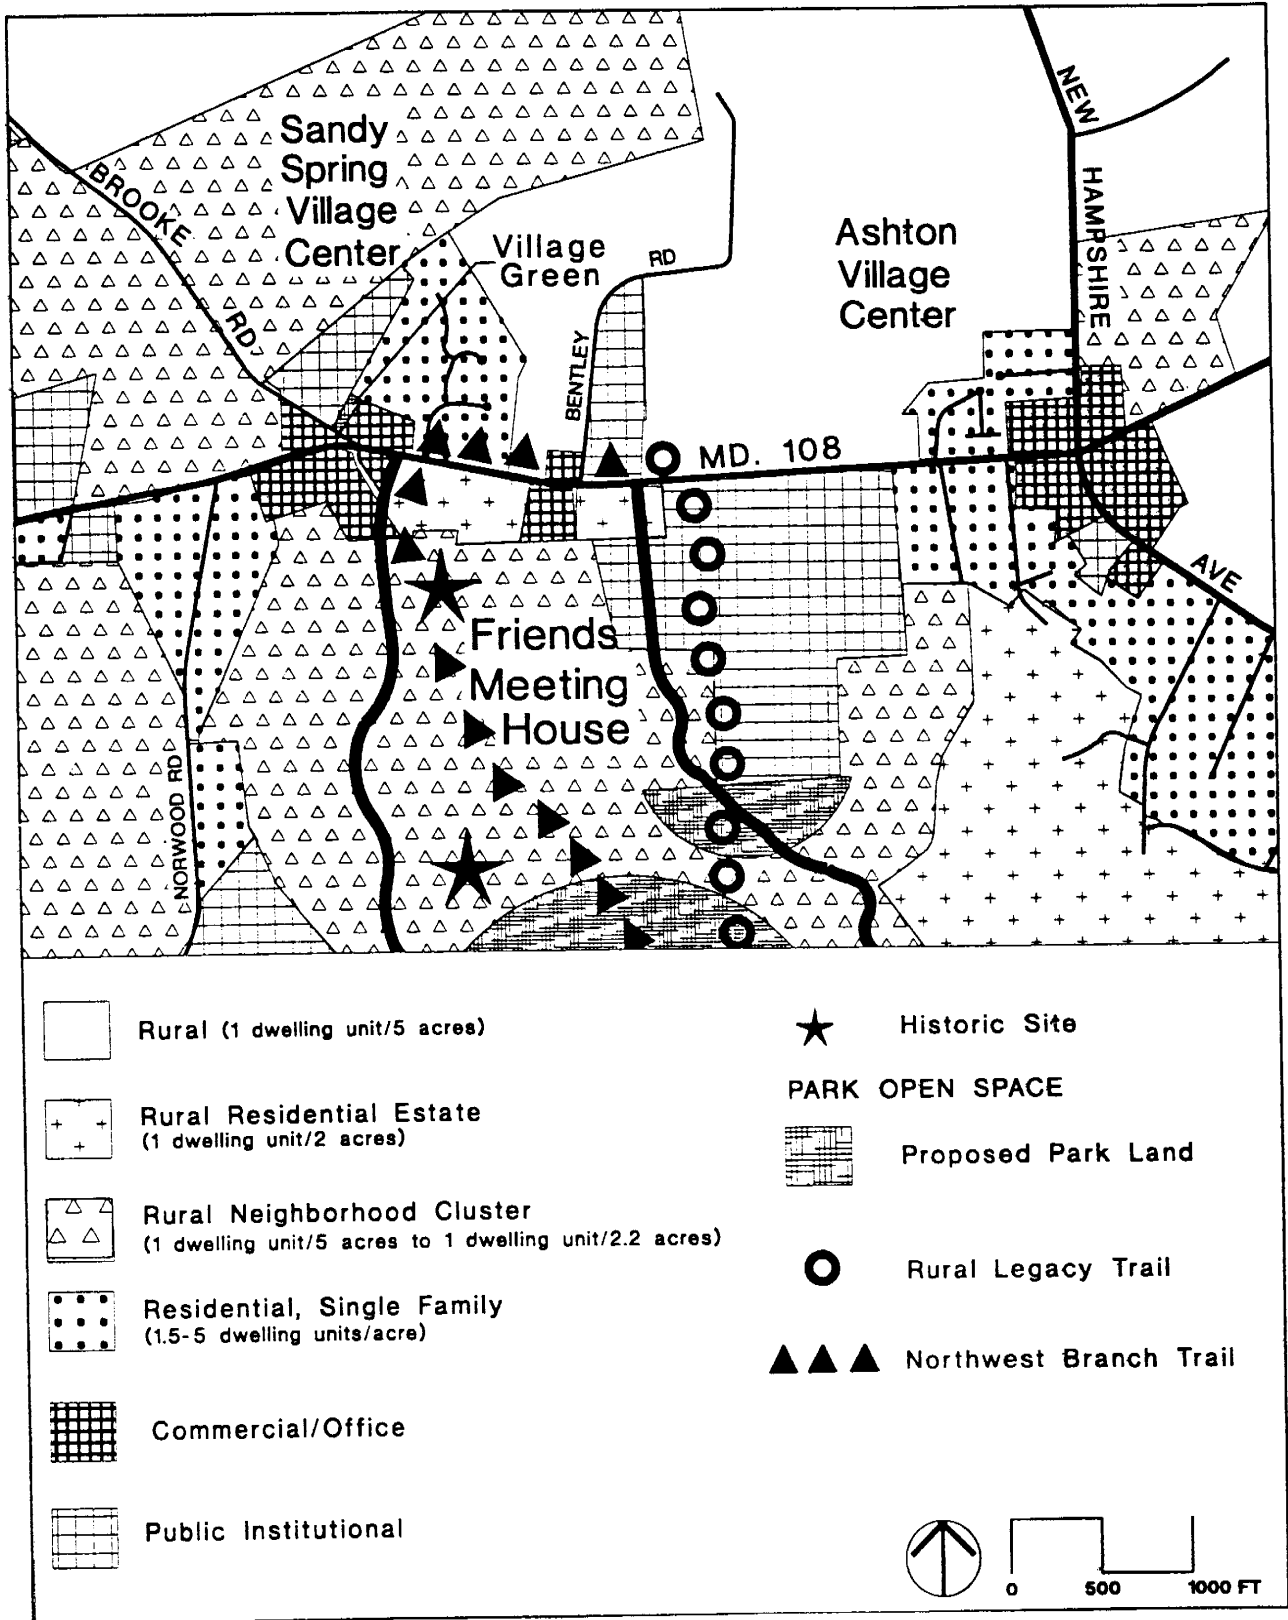 Sandy
Spring
Village
Center
BROOKE
RD
Village
Green
BENTLEY
RD
Ashton
Village
Center
NEW
HAMPSHIRE
AVE
MD. 108
Friends
Meeting
House
NORWOOD RD
Rural (1 dwelling unit/5 acres)
Rural Residential Estate
(1 dwelling unit/2 acres)
Rural Neighborhood Cluster
(1 dwelling unit/5 acres to 1 dwelling unit/2.2 acres)
Residential, Single Family
(1.5-5 dwelling units/acre)
Commercial/Office
Public Institutional
Historic Site
PARK OPEN SPACE
Proposed Park Land
Rural Legacy Trail
Northwest Branch Trail
0 500 1000 FT